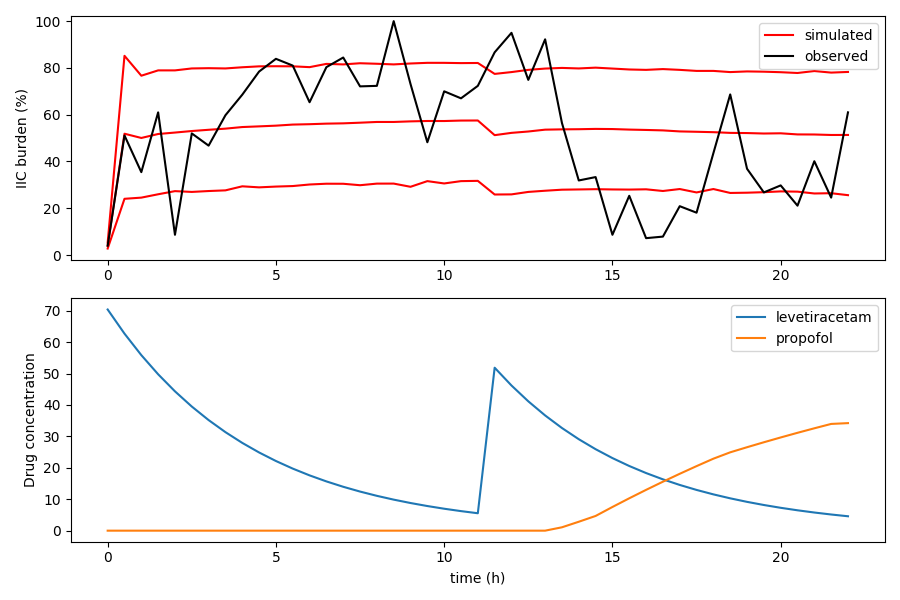 100
80
60
40
20
0
IIC burden (%)
simulated
observed
0 5 10 15 20
70
60
50
40
30
20
10
0
Drug concentration
levetiracetam
propofol
0 5 10 15 20
time (h)